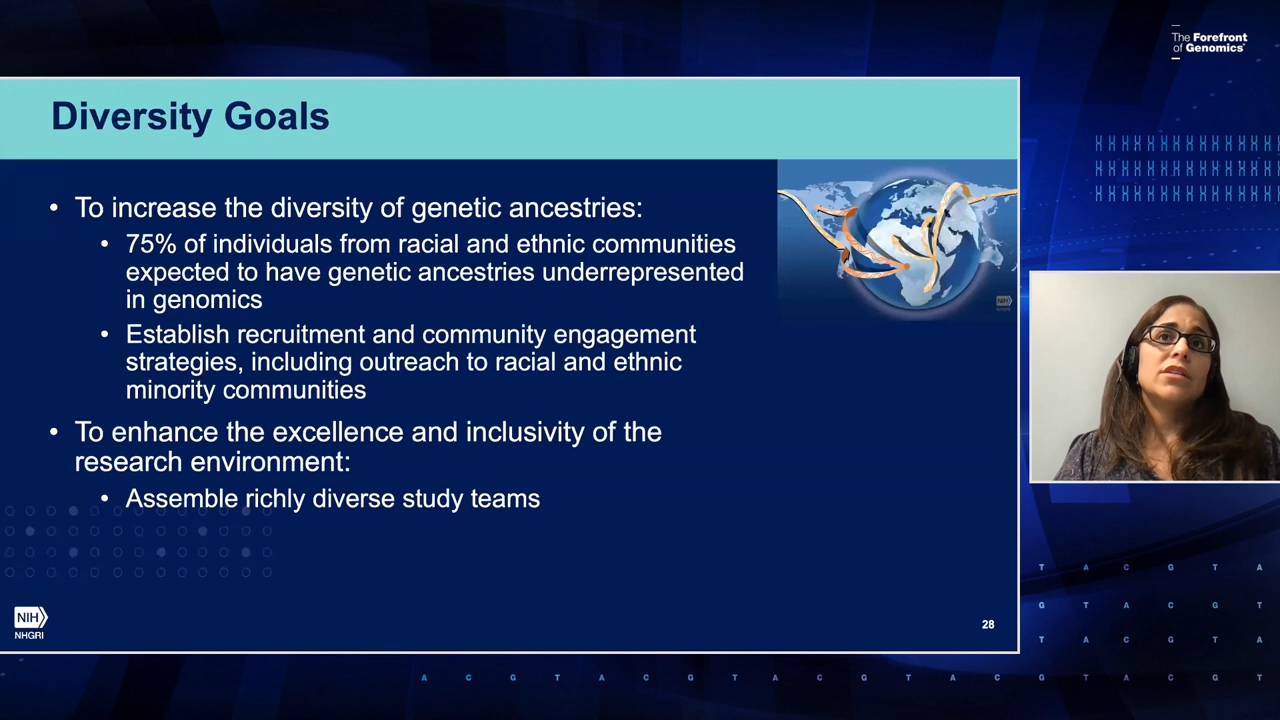 The Forefront
of Genomics
Diversity Goals
• To increase the diversity of genetic ancestries:
• 75% of individuals from racial and ethnic communities
expected to have genetic ancestries underrepresented
in genomics
• Establish recruitment and community engagement
strategies, including outreach to racial and ethnic
minority communities
• To enhance the excellence and inclusivity of the
research environment:
• Assemble richly diverse study teams
NIH
NHGRI
NIH
NHGRI
28
T A C G T A
G T A C G T
T A C G T A
A C G T A C G T A C G T A C G T A C G T